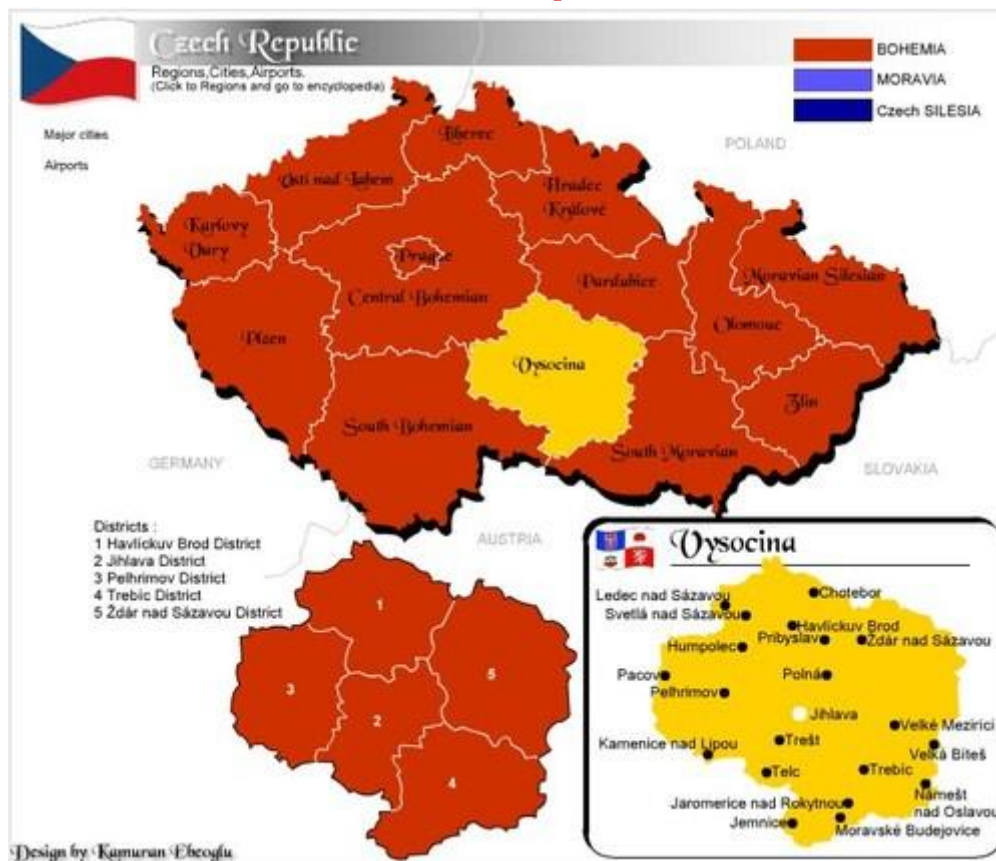 Czech Republic
Regions,Cities,Airports.
(Click to Regions and go to encyclopedia)
Major cities
Airports
BOHEMIA
MORAVIA
Czech SILESIA
POLAND
Liberec
Usti nad Labem
Hradec
Králové
Karlovy
Vary
Prague
Central Bohemian
Pardubice
Moravian Silesian
Olomouc
Plzen
Vysocina
Zlin
South Bohemian
South Moravian
GERMANY
SLOVAKIA
AUSTRIA
Districts :
1 Havlickuv Brod District
2 Jihlava District
3 Pelhrimov District
4 Trebic District
5 Ždár nad Sázavou District
1
5
3
2
4
Vysocina
Ledec nad Sázavou
Chotebor
Svetlá nad Sázavou
Havlickuv Brod
Pribyslav
Ždár nad Sázavou
Humpolec
Pacov
Polná
Pelhrimov
Jihlava
Velké Mezirici
Kamenice nad Lipou
Trešt
Velká Biteš
Telc
Trebic
Námešt
nad Oslavou
Jaromerice nad Rokytnou
Jemnice
Moravské Budejovice
Design by Kamuran Ebeoglu